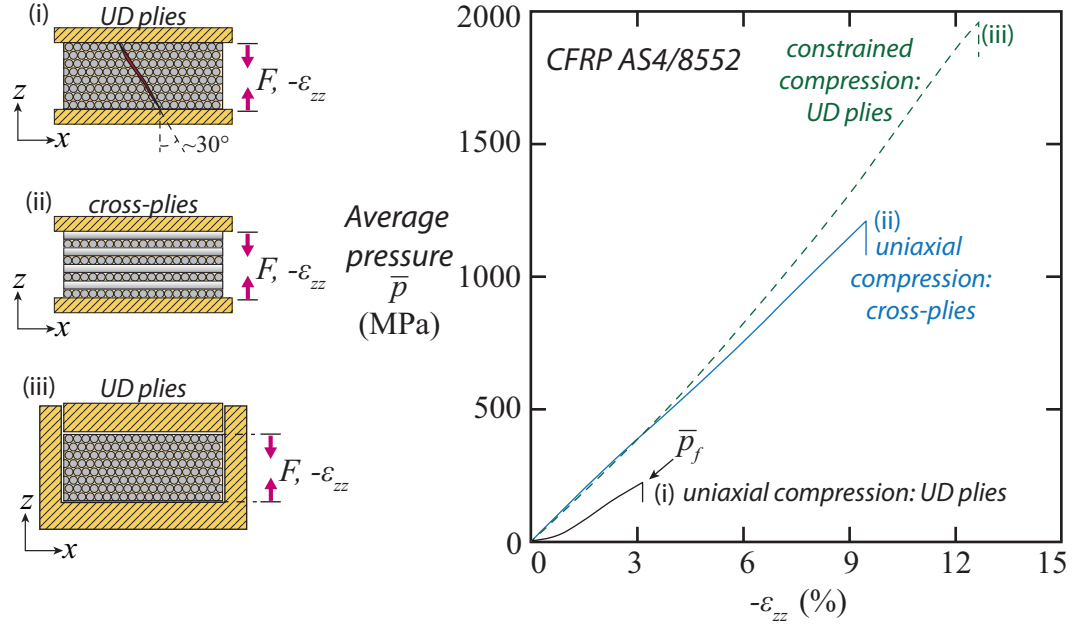 (i)
UD plies
F, -εzz
z
x
~30°
(ii)
cross-plies
F, -εzz
z
x
(iii)
UD plies
F, -εzz
z
x
Average
pressure
p̅
(MPa)
2000
1500
1000
500
0
CFRP AS4/8552
constrained
compression:
UD plies
(iii)
(ii)
uniaxial
compression:
cross-plies
p̅f
(i) uniaxial compression: UD plies
0
3
6
9
12
15
-εzz (%)